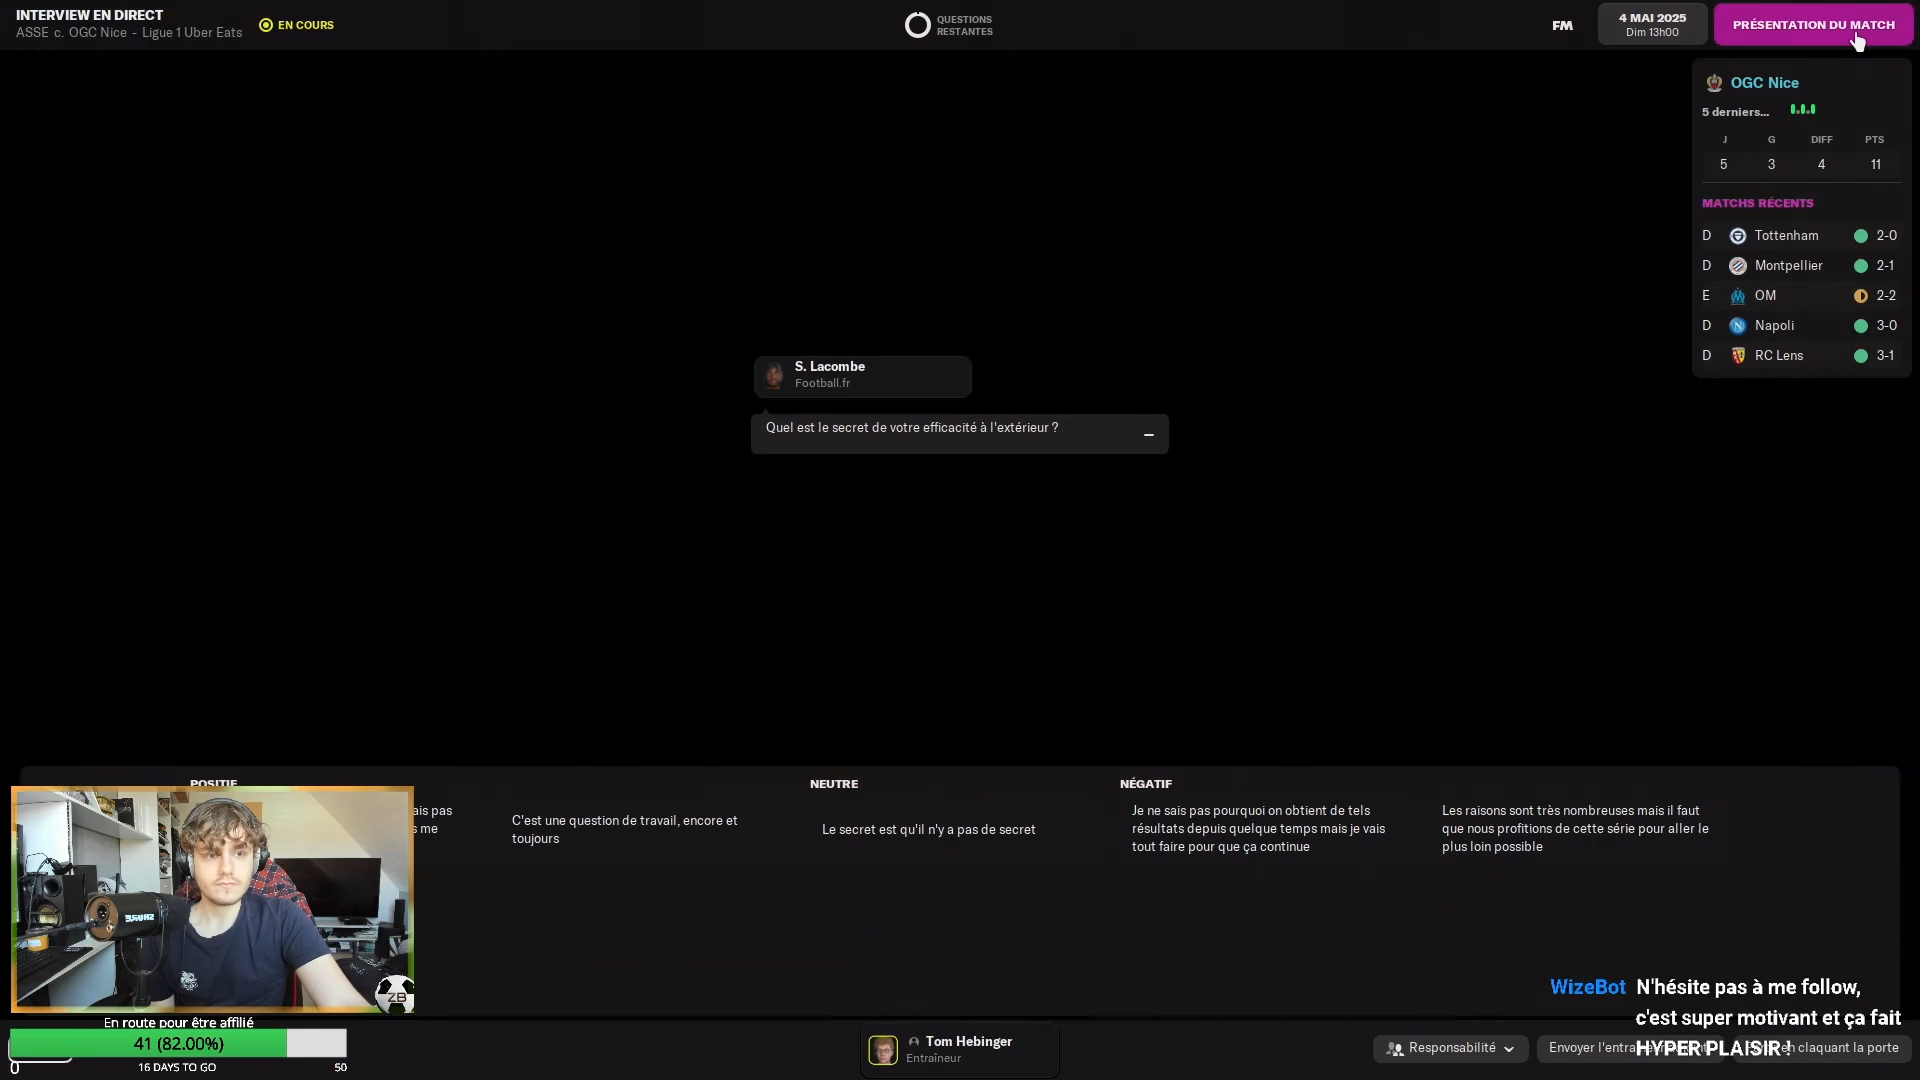 INTERVIEW EN DIRECT
ASSE c. OGC Nice - Ligue 1 Uber Eats
EN COURS
QUESTIONS
RESTANTES
FM
4 MAI 2025
Dim 13h00
PRÉSENTATION DU MATCH
OGC Nice
5 derniers...
J G DIFF PTS
5 3 4 11
MATCHS RÉCENTS
D Tottenham 2-0
D Montpellier 2-1
E OM 2-2
D Napoli 3-0
D RC Lens 3-1
S. Lacombe
Football.fr
Quel est le secret de votre efficacité à l'extérieur ?
POSITIF
ais pas
s me
C'est une question de travail, encore et
toujours
NEUTRE
Le secret est qu'il n'y a pas de secret
NÉGATIF
Je ne sais pas pourquoi on obtient de tels
résultats depuis quelque temps mais je vais
tout faire pour que ça continue
Les raisons sont très nombreuses mais il faut
que nous profitions de cette série pour aller le
plus loin possible
SHURE
ZB
WizeBot N'hésite pas à me follow,
c'est super motivant et ça fait
HYPER PLAISIR !
En route pour être affilié
41 (82.00%)
0 16 DAYS TO GO 50
Tom Hebinger
Entraîneur
Responsabilité
Envoyer l'entra
en claquant la porte